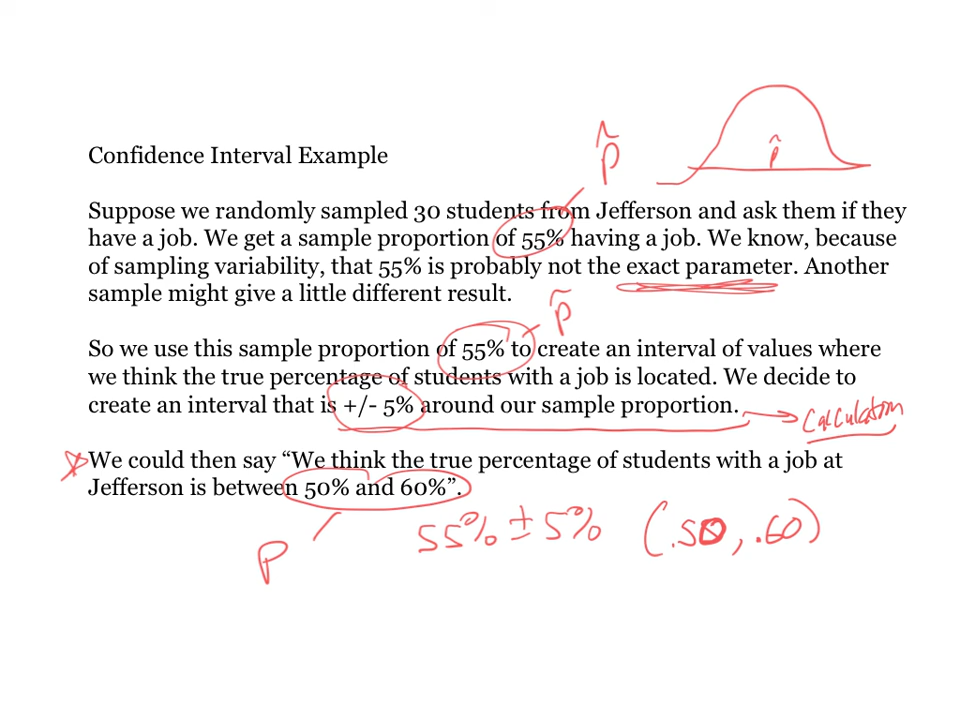 p̂
p̂
Confidence Interval Example
Suppose we randomly sampled 30 students from Jefferson and ask them if they
have a job. We get a sample proportion of 55% having a job. We know, because
of sampling variability, that 55% is probably not the exact parameter. Another
sample might give a little different result.
p̂
So we use this sample proportion of 55% to create an interval of values where
we think the true percentage of students with a job is located. We decide to
create an interval that is +/- 5% around our sample proportion.
Calculation
We could then say “We think the true percentage of students with a job at
Jefferson is between 50% and 60%”.
55% ± 5% (.50, .60)
P